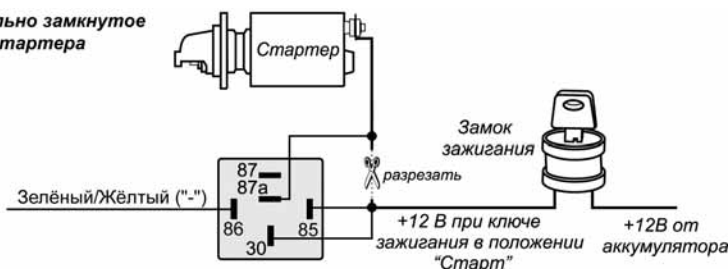 льно замкнутое
тартера
Стартер
Замок
зажигания
разрезать
87
87а
Зелёный/Жёлтый ("-")
86
85
30
+12 В при ключе
зажигания в положении
"Старт"
+12В от
аккумулятора